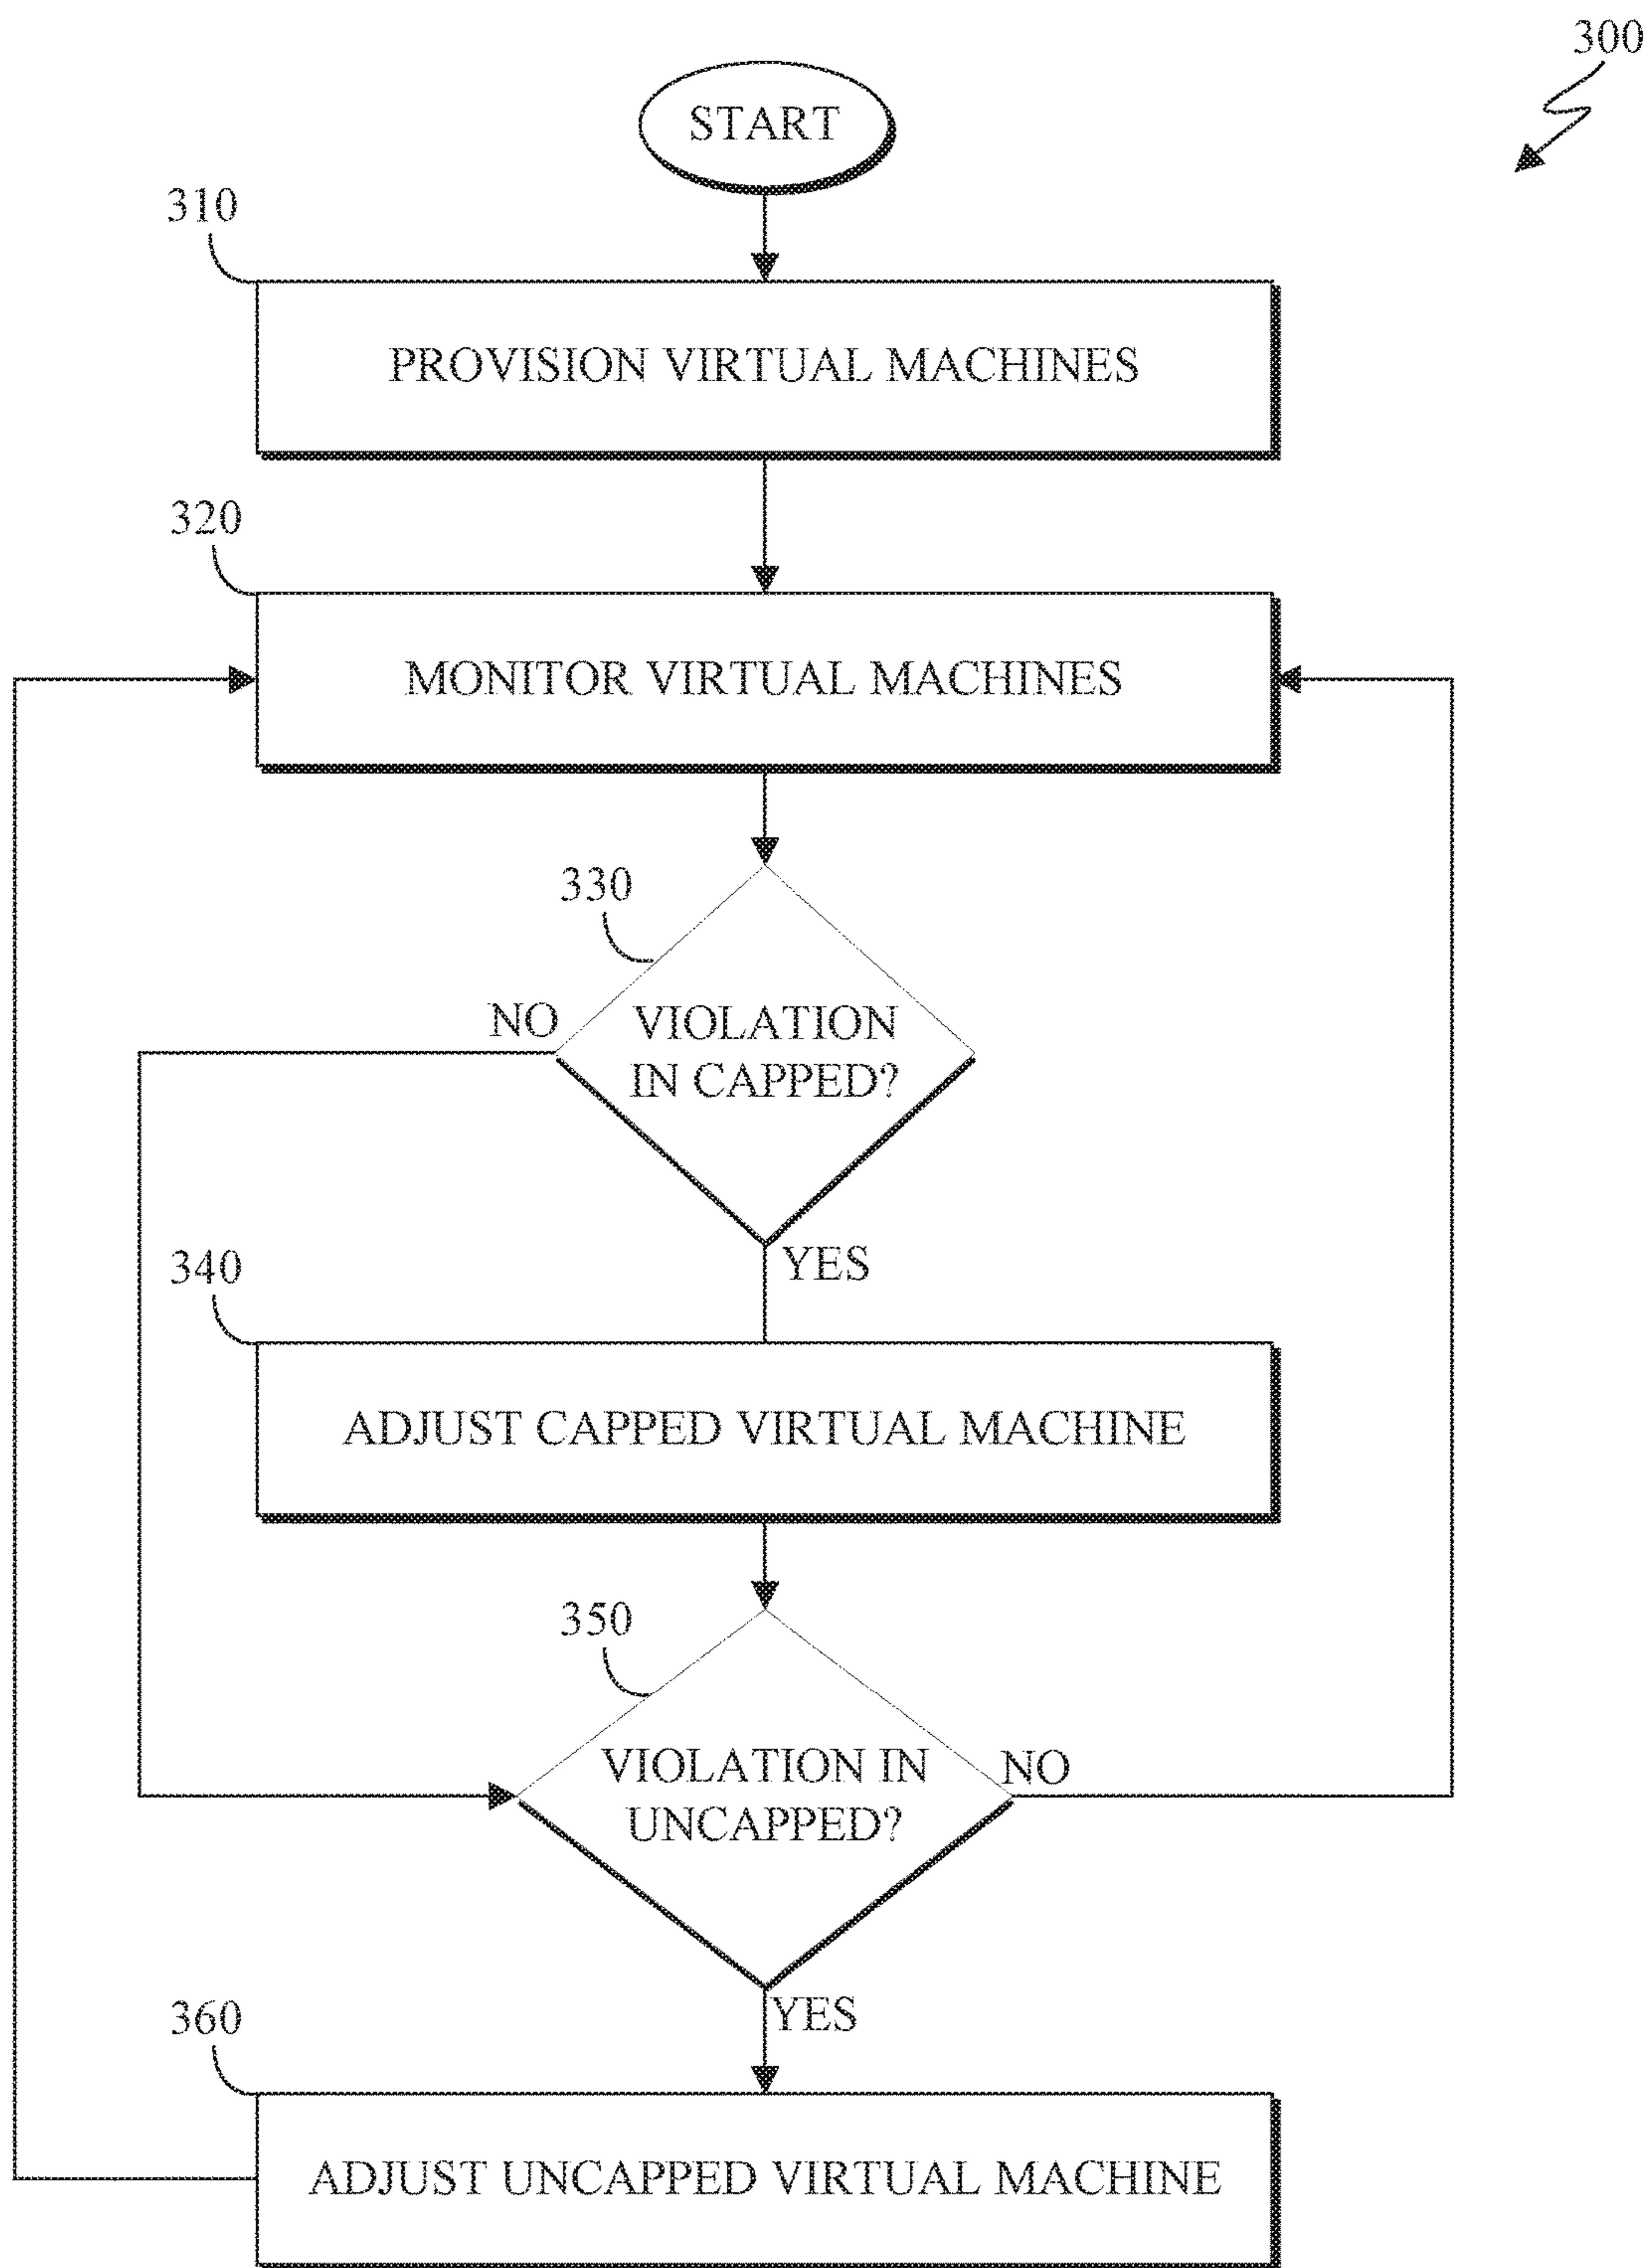 300
START
310
PROVISION VIRTUAL MACHINES
320
MONITOR VIRTUAL MACHINES
330
NO
VIOLATION
IN CAPPED?
YES
340
ADJUST CAPPED VIRTUAL MACHINE
350
VIOLATION IN
UNCAPPED?
NO
YES
360
ADJUST UNCAPPED VIRTUAL MACHINE